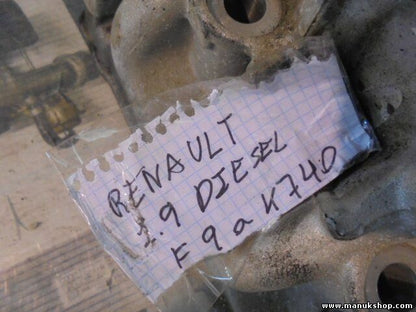 RENAULT
1.9 DIESEL
F9a K740
www.manukshop.com